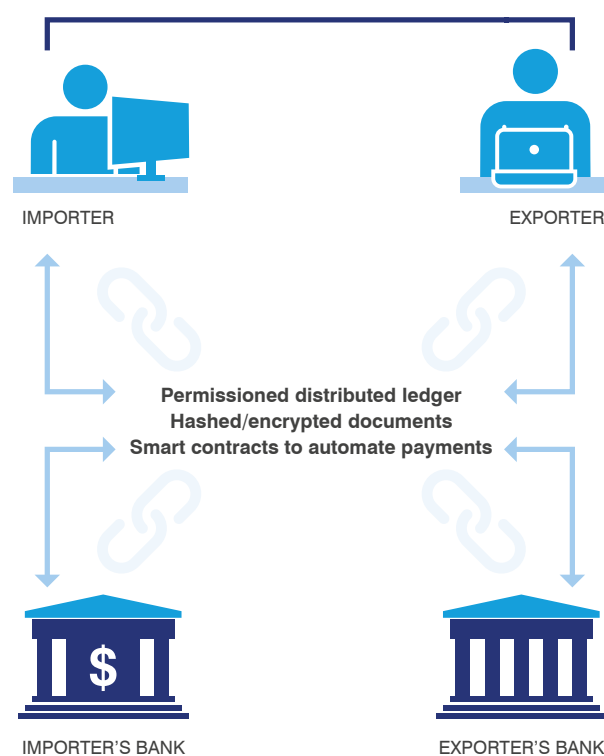 IMPORTER
EXPORTER
Permissioned distributed ledger
Hashed/encrypted documents
Smart contracts to automate payments
$
IMPORTER’S BANK
EXPORTER’S BANK